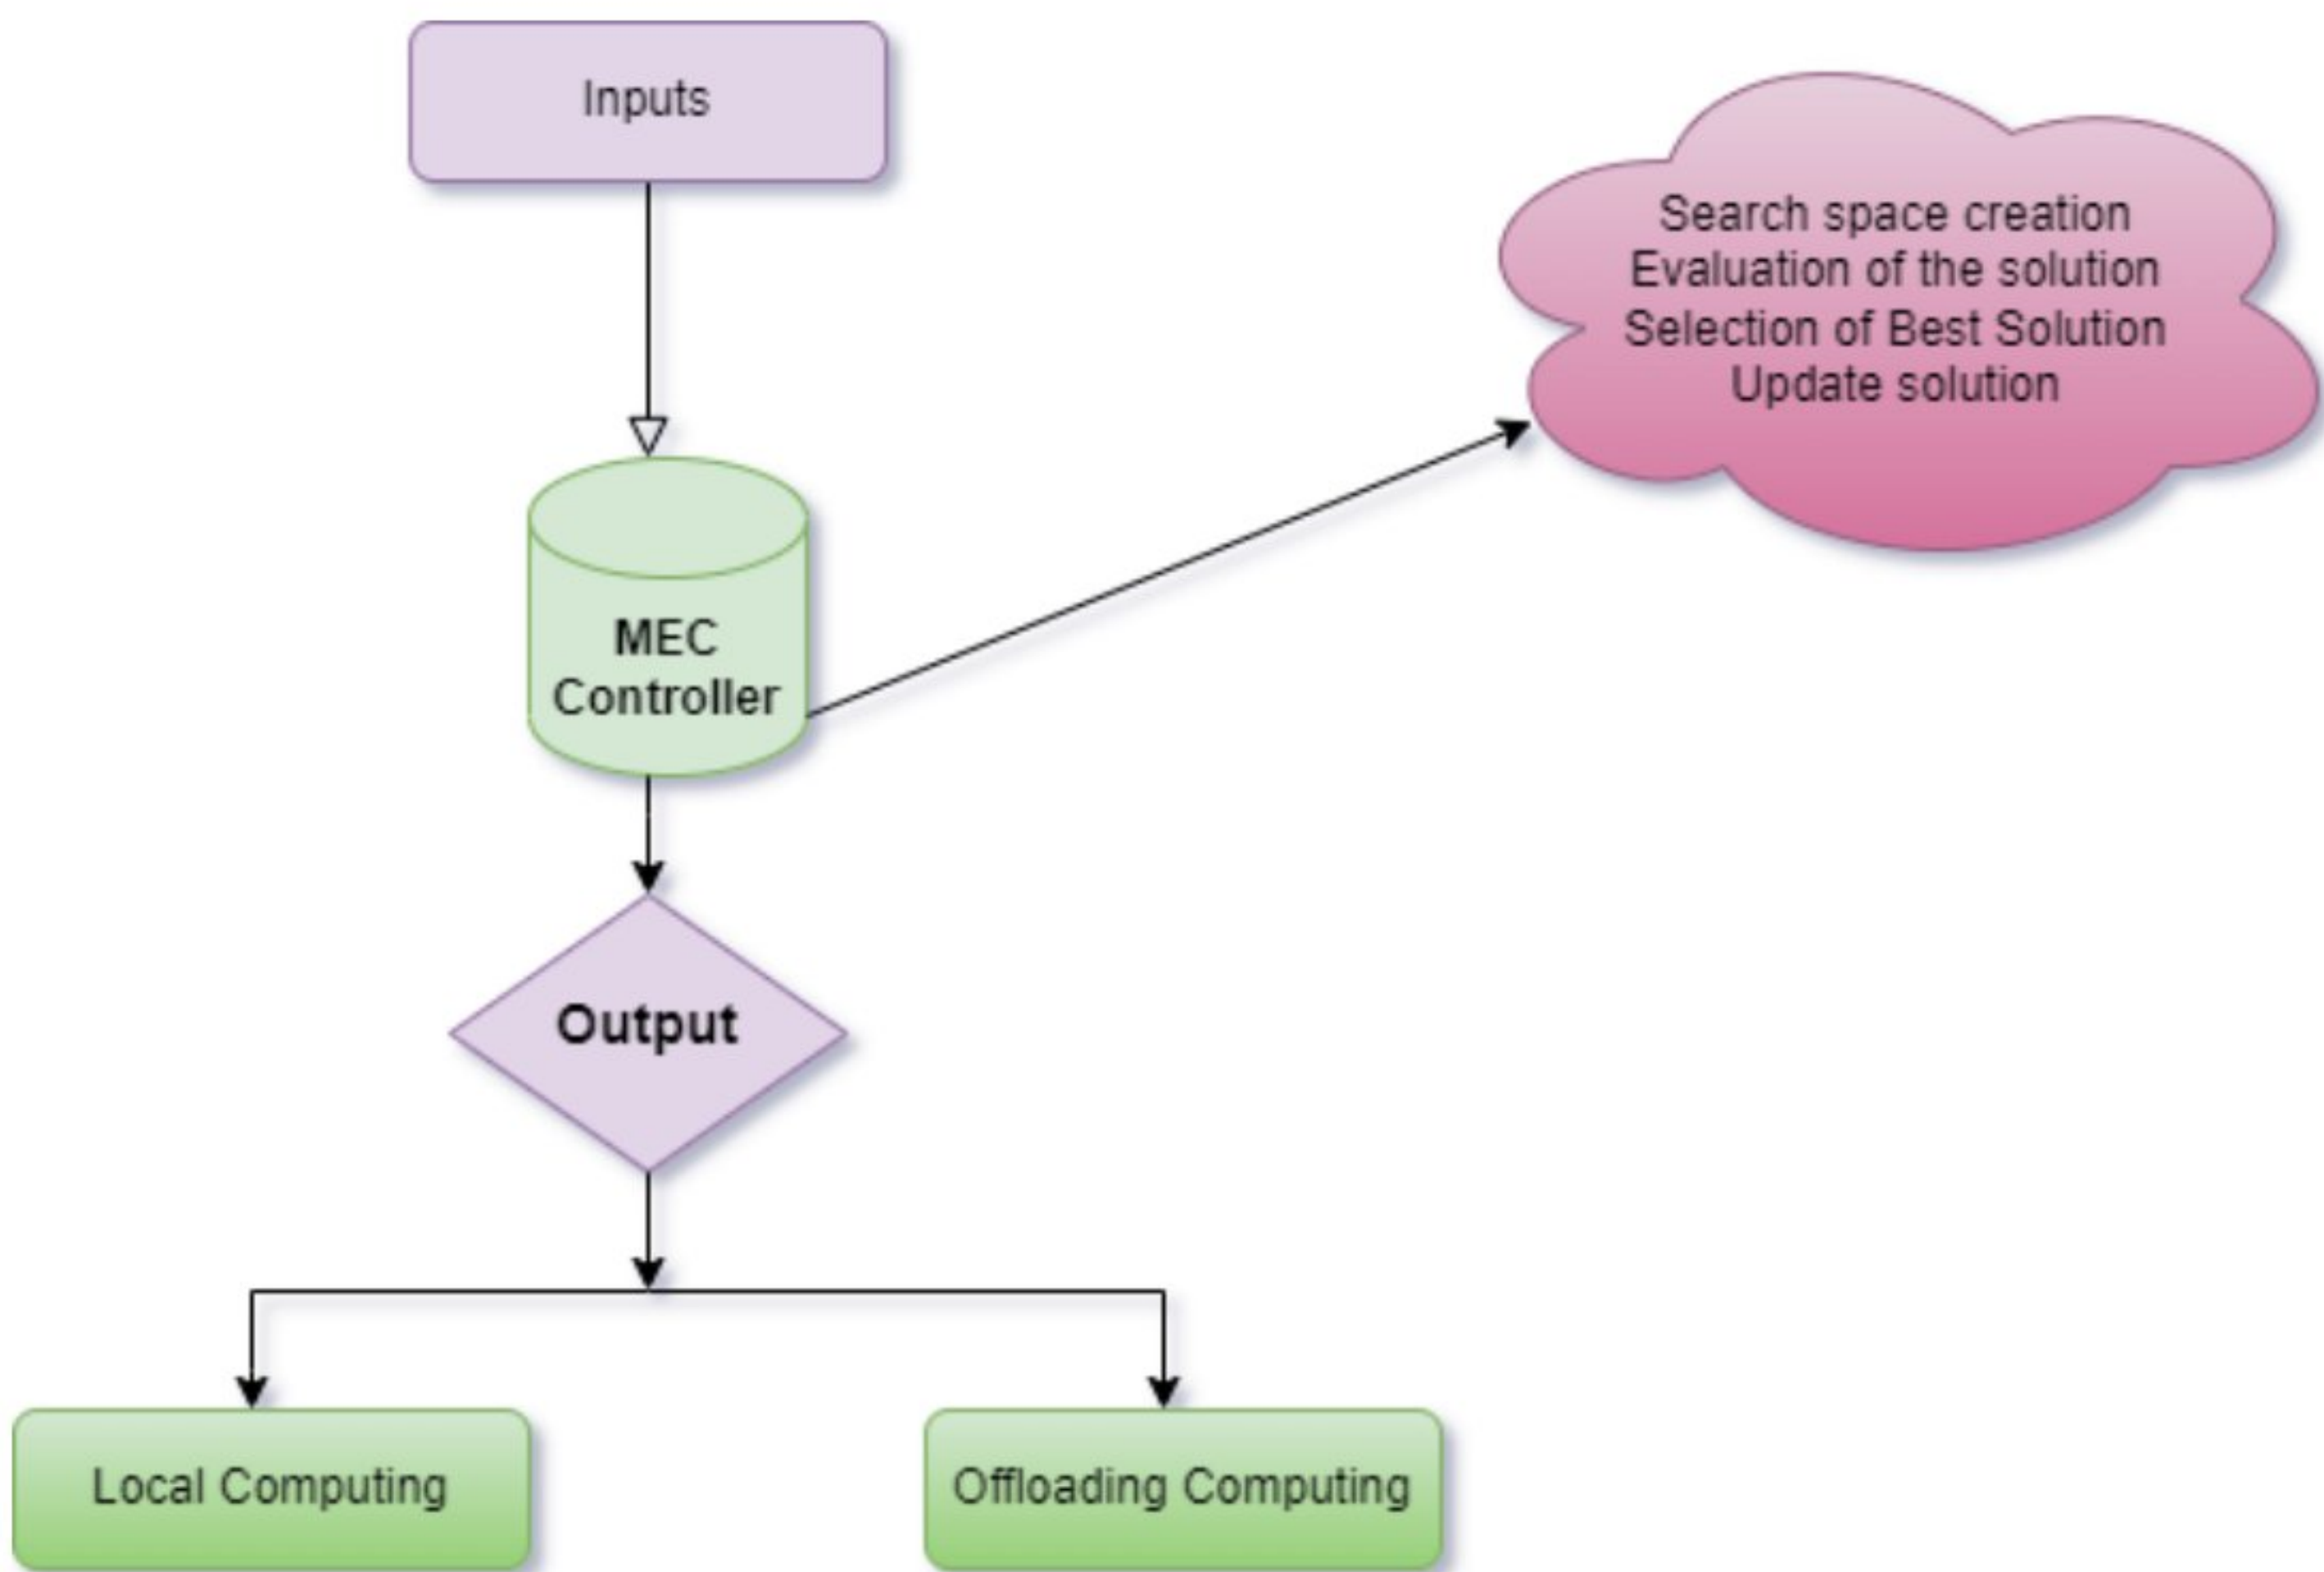 Inputs
Search space creation
Evaluation of the solution
Selection of Best Solution
Update solution
MEC
Controller
Output
Local Computing
Offloading Computing